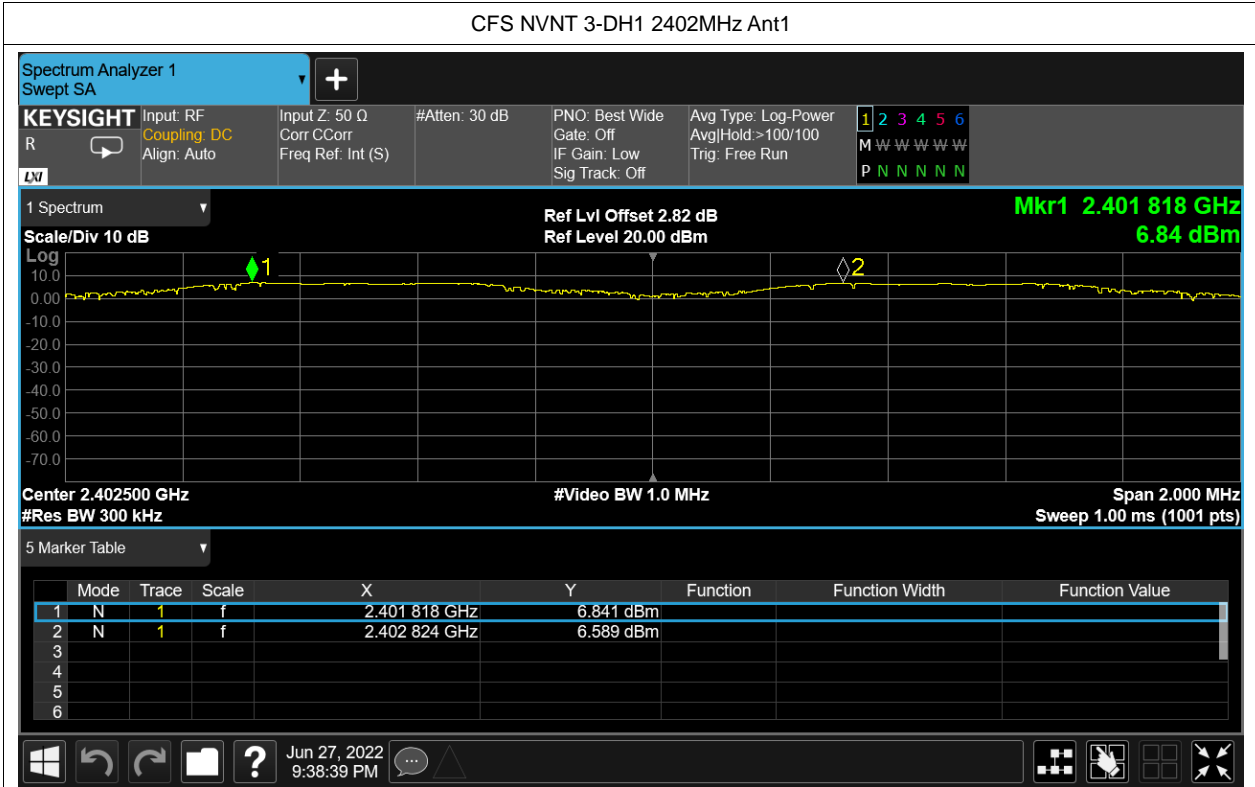 CFS NVNT 3-DH1 2402MHz Ant1
Spectrum Analyzer 1
Swept SA
KEYSIGHT
R
LXI
Input: RF
Coupling: DC
Align: Auto
Input Z: 50 Ω
Corr CCorr
Freq Ref: Int (S)
#Atten: 30 dB
PNO: Best Wide
Gate: Off
IF Gain: Low
Sig Track: Off
Avg Type: Log-Power
Avg|Hold:>100/100
Trig: Free Run
1 2 3 4 5 6
M W W W W W
P N N N N N
1 Spectrum
Scale/Div 10 dB
Ref Lvl Offset 2.82 dB
Ref Level 20.00 dBm
Mkr1 2.401 818 GHz
6.84 dBm
Log
10.0
0.00
-10.0
-20.0
-30.0
-40.0
-50.0
-60.0
-70.0
1
2
Center 2.402500 GHz
#Res BW 300 kHz
#Video BW 1.0 MHz
Span 2.000 MHz
Sweep 1.00 ms (1001 pts)
5 Marker Table
Mode Trace Scale X Y Function Function Width Function Value
1 N 1 f 2.401 818 GHz 6.841 dBm
2 N 1 f 2.402 824 GHz 6.589 dBm
3
4
5
6
?
Jun 27, 2022
9:38:39 PM